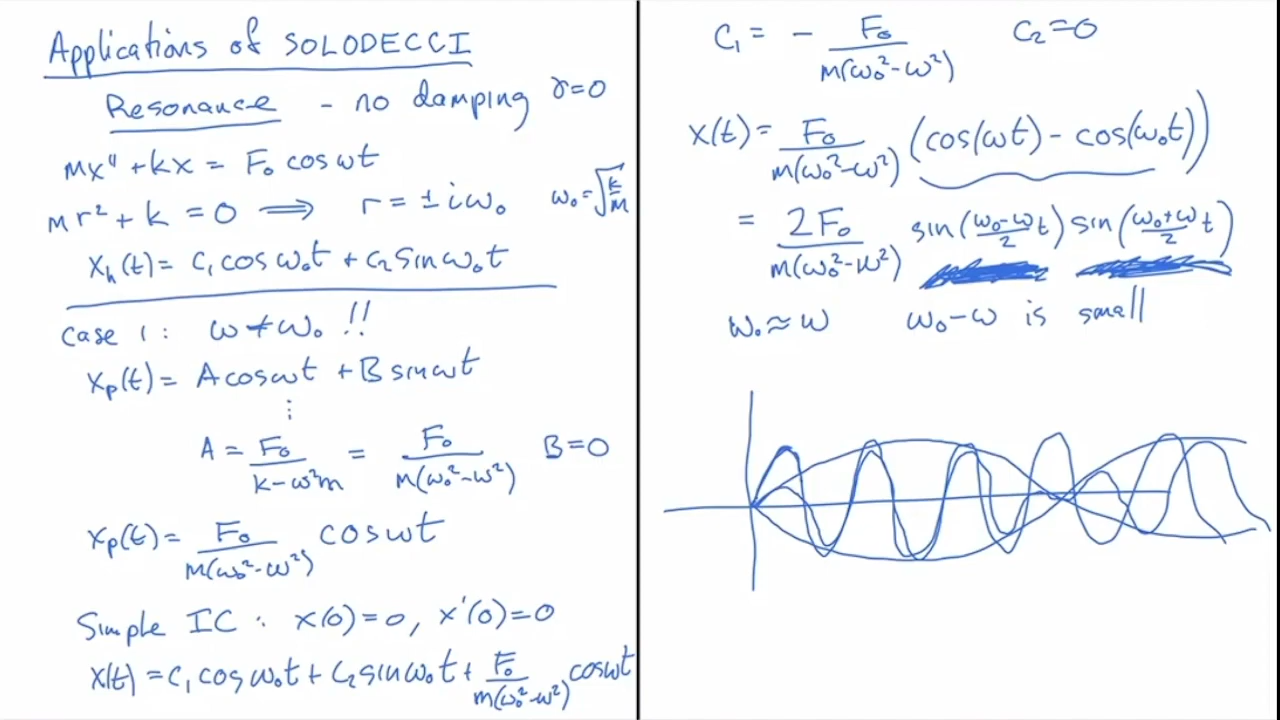 Applications of SOLODECCI
Resonance - no damping γ=0
mx" + kx = F₀ cos ωt
mr² + k = 0 ⟹ r = ± iω₀ ω₀ = √(k/m)
xₕ(t) = c₁ cos ω₀t + c₂ sin ω₀t
Case 1: ω ≠ ω₀ !!
xₚ(t) = A cos ωt + B sin ωt
⋮
A = F₀/(k-ω²m) = F₀/(m(ω₀²-ω²)) B=0
xₚ(t) = F₀/(m(ω₀²-ω²)) cos ωt
Simple IC: x(0)=0, x'(0)=0
x(t) = c₁ cos ω₀t + c₂ sin ω₀t + F₀/(m(ω₀²-ω²)) cos ωt
C₁ = - F₀/(m(ω₀²-ω²)) C₂=0
x(t) = F₀/(m(ω₀²-ω²)) (cos(ωt) - cos(ω₀t))
= 2F₀/(m(ω₀²-ω²)) sin((ω₀-ω)/2 t) sin((ω₀+ω)/2 t)
ω₀ ≈ ω ω₀-ω is small